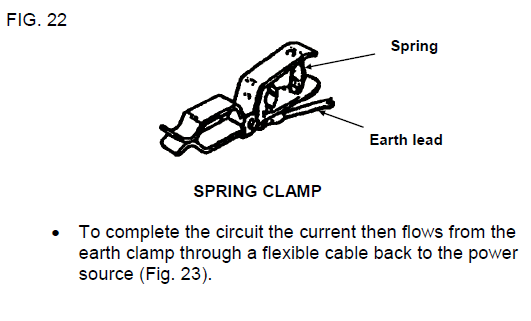 FIG. 22
Spring
Earth lead
SPRING CLAMP
• To complete the circuit the current then flows from the
earth clamp through a flexible cable back to the power
source (Fig. 23).